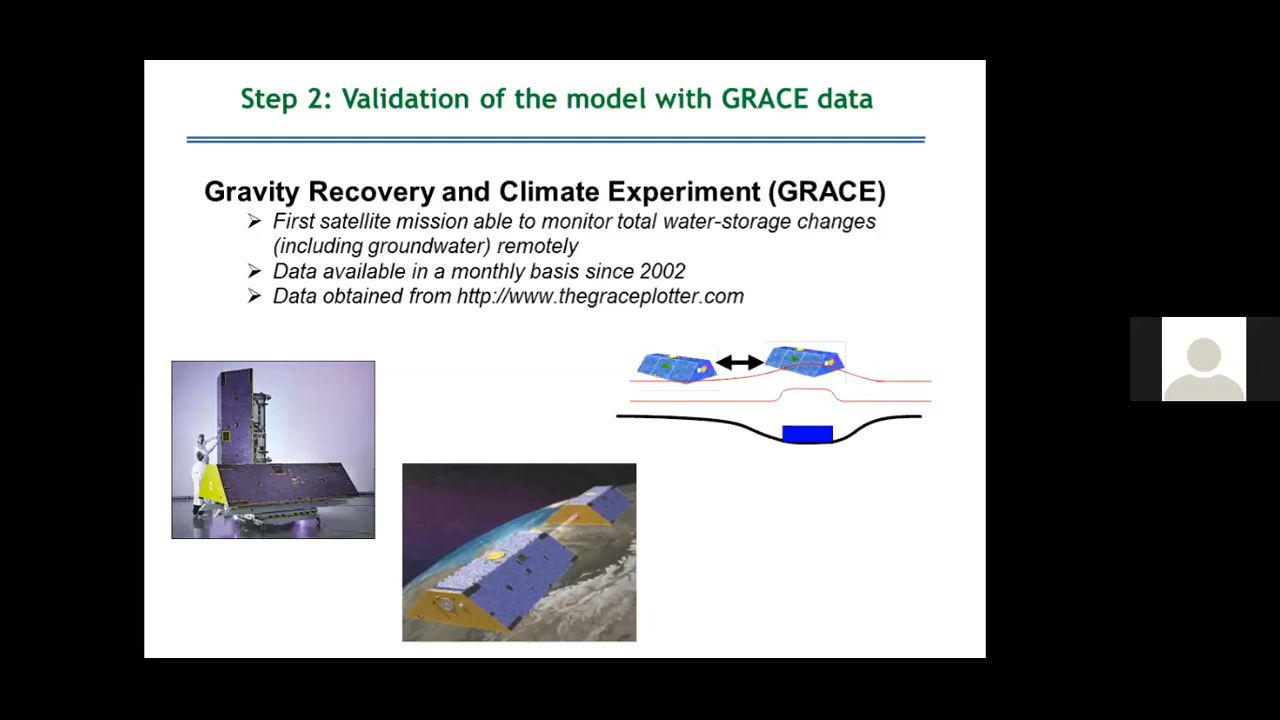 Step 2: Validation of the model with GRACE data
Gravity Recovery and Climate Experiment (GRACE)
First satellite mission able to monitor total water-storage changes
(including groundwater) remotely
Data available in a monthly basis since 2002
Data obtained from http://www.thegraceplotter.com